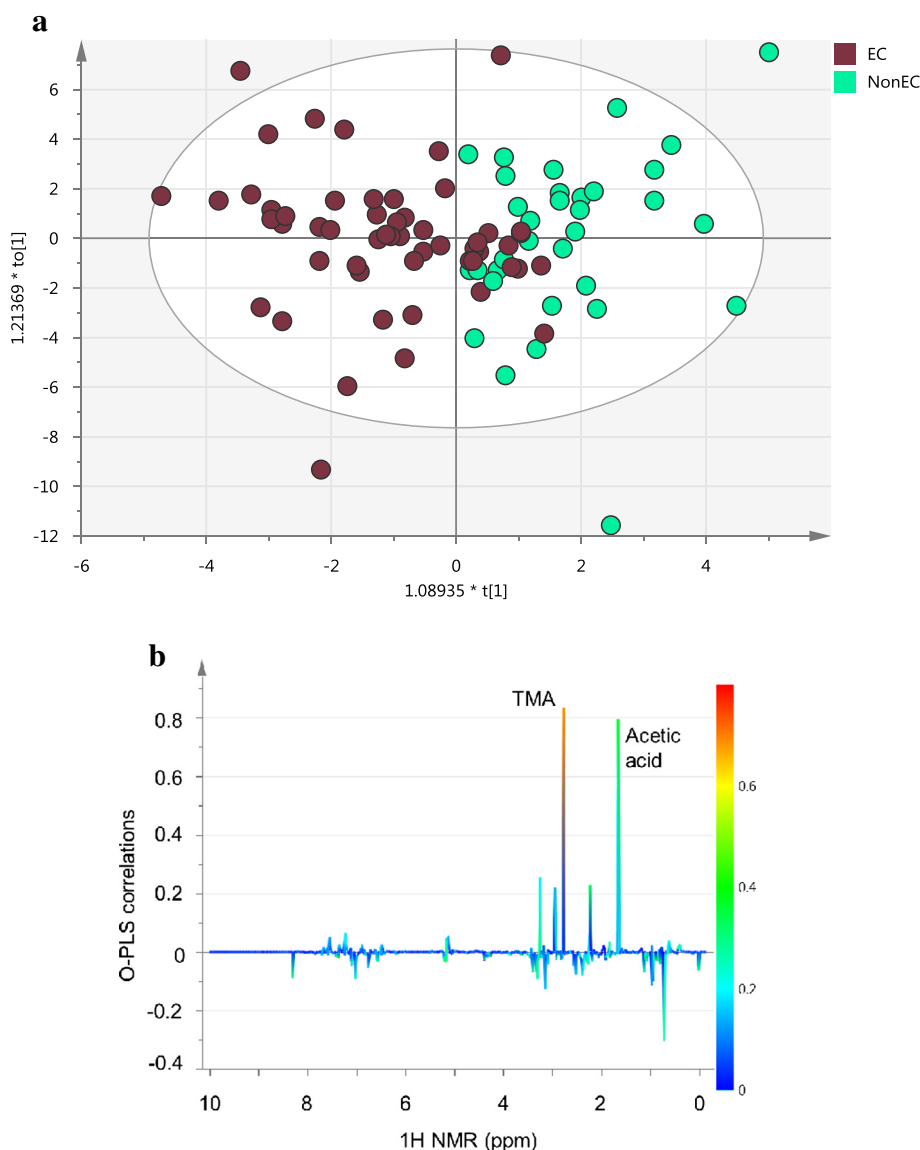 a
EC
NonEC
6
4
2
0
-2
-4
-6
-8
-10
-12
1.21369 * to[1]
-6 -4 -2 0 2 4
1.08935 * t[1]
b
TMA
Acetic
acid
0.8
0.6
0.4
0.2
0
-0.2
-0.4
O-PLS correlations
0.6
0.4
0.2
0
10 8 6 4 2 0
1H NMR (ppm)